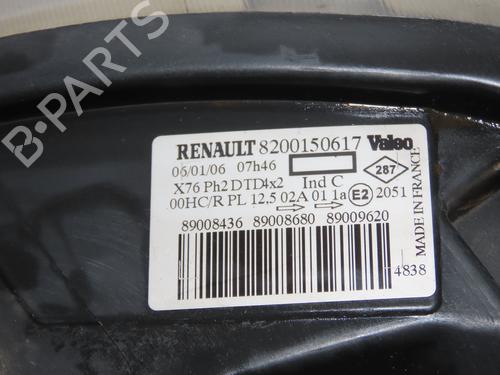 RENAULT 8200150617 Valeo
06/01/06 07h46
X76 Ph2 DTD4x2 Ind C
287
00HC/R PL 12.5 02A 01 1a E2 2051
89008436 89008680 89009620
4838
MADE IN FRANCE
B-PARTS